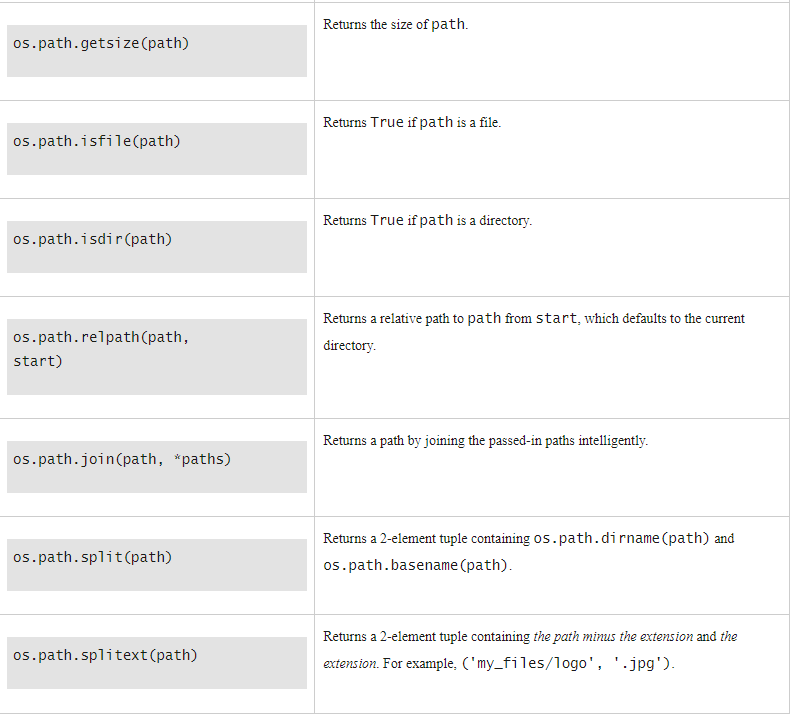 os.path.getsize(path)
Returns the size of path.
os.path.isfile(path)
Returns True if path is a file.
os.path.isdir(path)
Returns True if path is a directory.
os.path.relpath(path,
start)
Returns a relative path to path from start, which defaults to the current
directory.
os.path.join(path, *paths)
Returns a path by joining the passed-in paths intelligently.
os.path.split(path)
Returns a 2-element tuple containing os.path.dirname(path) and
os.path.basename(path).
os.path.splitext(path)
Returns a 2-element tuple containing the path minus the extension and the
extension. For example, ('my_files/logo', '.jpg').